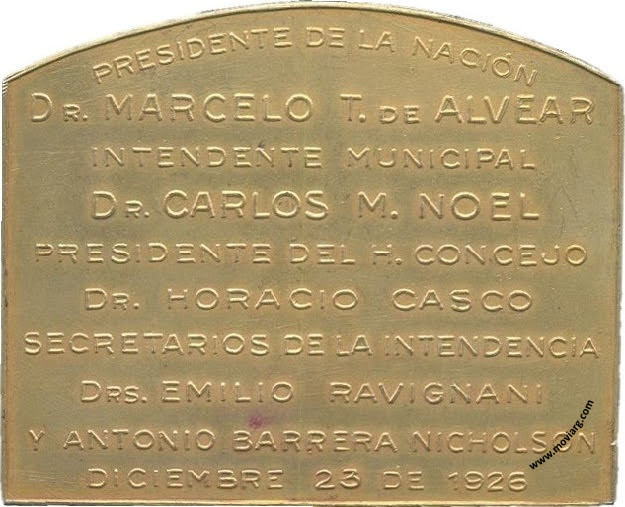 PRESIDENTE DE LA NACIÓN
DR. MARCELO T. DE ALVEAR
INTENDENTE MUNICIPAL
DR. CARLOS M. NOEL
PRESIDENTE DEL H. CONCEJO
DR. HORACIO CASCO
SECRETARIOS DE LA INTENDENCIA
DRS. EMILIO RAVIGNANI
Y ANTONIO BARRERA NICHOLSON
DICIEMBRE 23 DE 1926
www.moviarg.com